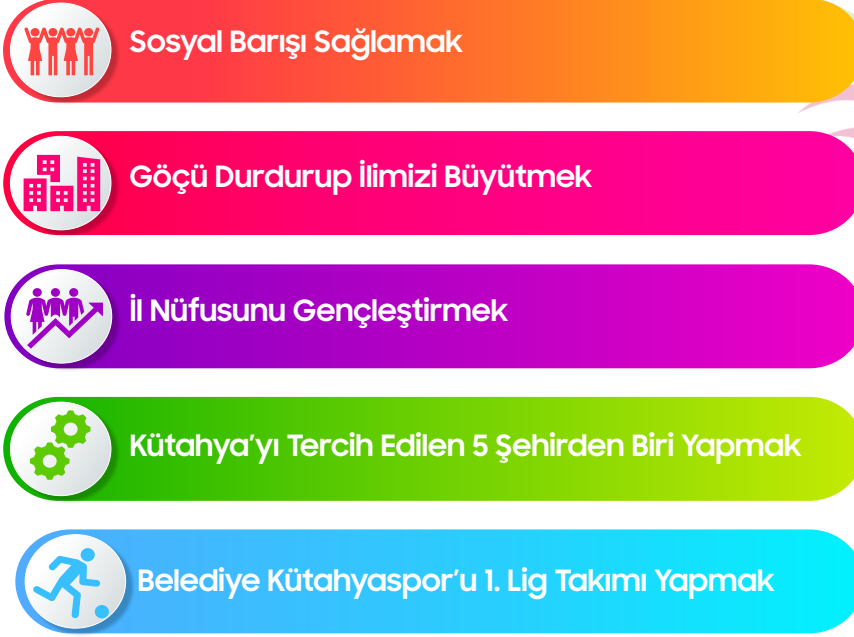 Sosyal Barışı Sağlamak
Göçü Durdurup İlimizi Büyütmek
İl Nüfusunu Gençleştirmek
Kütahya’yı Tercih Edilen 5 Şehirden Biri Yapmak
Belediye Kütahyaspor’u 1. Lig Takımı Yapmak